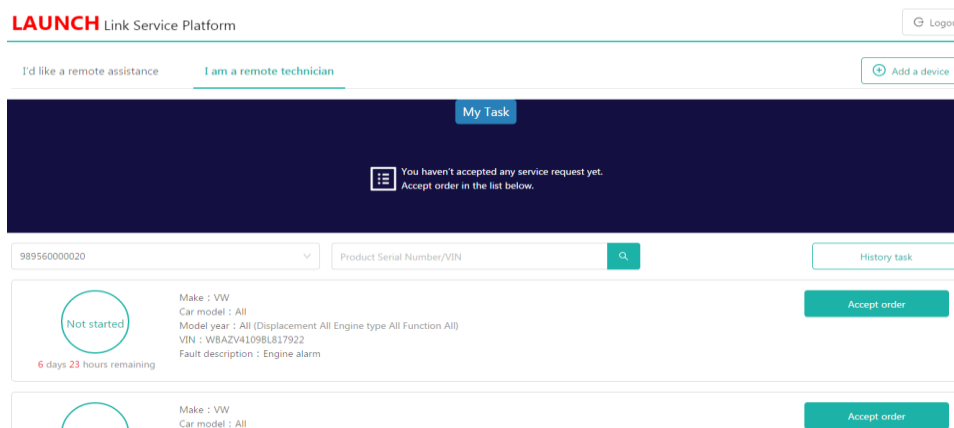 LAUNCH Link Service Platform
Logou
I'd like a remote assistance
I am a remote technician
Add a device
My Task
You haven't accepted any service request yet.
Accept order in the list below.
989560000020
Product Serial Number/VIN
History task
Not started
6 days 23 hours remaining
Make : VW
Car model : All
Model year : All (Displacement All Engine type All Function All)
VIN : WBAZV4109BL817922
Fault description : Engine alarm
Accept order
Make : VW
Car model : All
Accept order